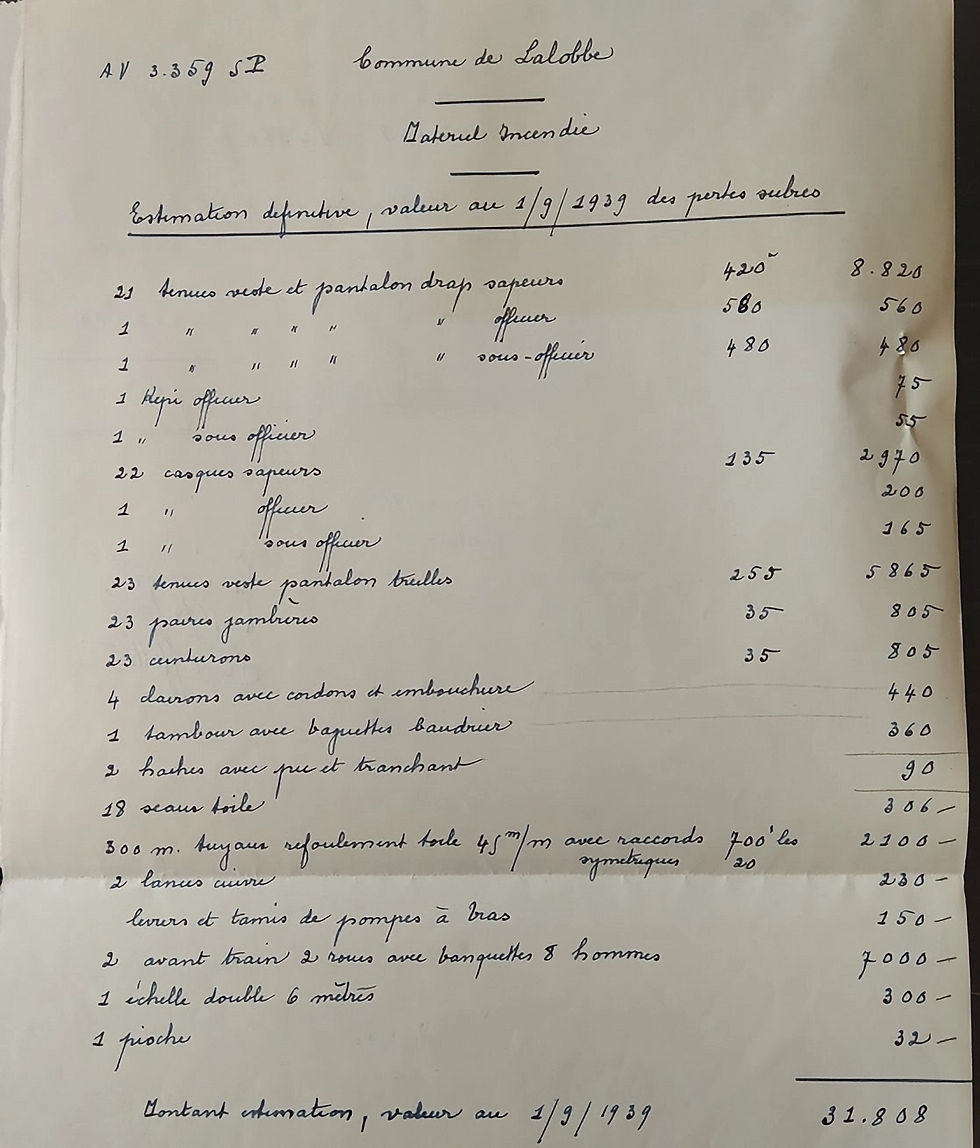 AV 3.359 SP Commune de Lalobbe
Materiel Incendie
Estimation définitive, valeur au 1/9/1939 des pertes subies
21 tenues veste et pantalon drap sapeurs 420 8.820
1 " " " " " officier 560 560
1 " " " " " sous-officier 480 480
1 Kepi officier 75
1 " sous officier 55
22 casques sapeurs 135 2970
1 " officier 200
1 " sous officier 165
23 tenues veste pantalon treilles 255 5865
23 paires jambières 35 805
23 ceinturons 35 805
4 clairons avec cordons et embouchure 440
1 tambour avec baguettes baudrier 360
2 haches avec pic et tranchant 90
18 seaux toile 306 -
300 m. tuyaux refoulement toile 45 m/m avec raccords 700 les 2100 -
symetriques 20
2 lances cuivre 230 -
leviers et tamis de pompes à bras 150 -
2 avant train 2 roues avec banquettes 8 hommes 7000 -
1 échelle double 6 mètres 300 -
1 pioche 32 -
Montant estimation, valeur au 1/9/1939 31.808